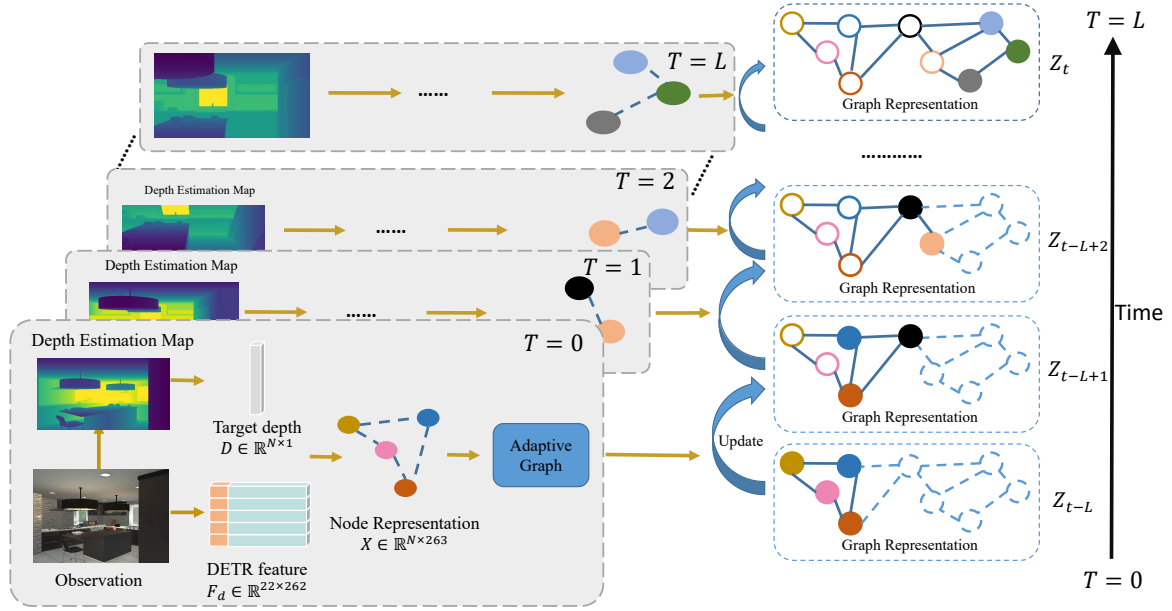 T = L
……
Graph Representation
Z_t
T = L
…………
Depth Estimation Map
T = 2
……
Graph Representation
Z_{t-L+2}
Depth Estimation Map
T = 1
……
Time
Depth Estimation Map
T = 0
Graph Representation
Z_{t-L+1}
Target depth
D ∈ ℝ^{N×1}
Adaptive
Graph
Update
Graph Representation
Z_{t-L}
Node Representation
X ∈ ℝ^{N×263}
Observation
DETR feature
F_d ∈ ℝ^{22×262}
T = 0